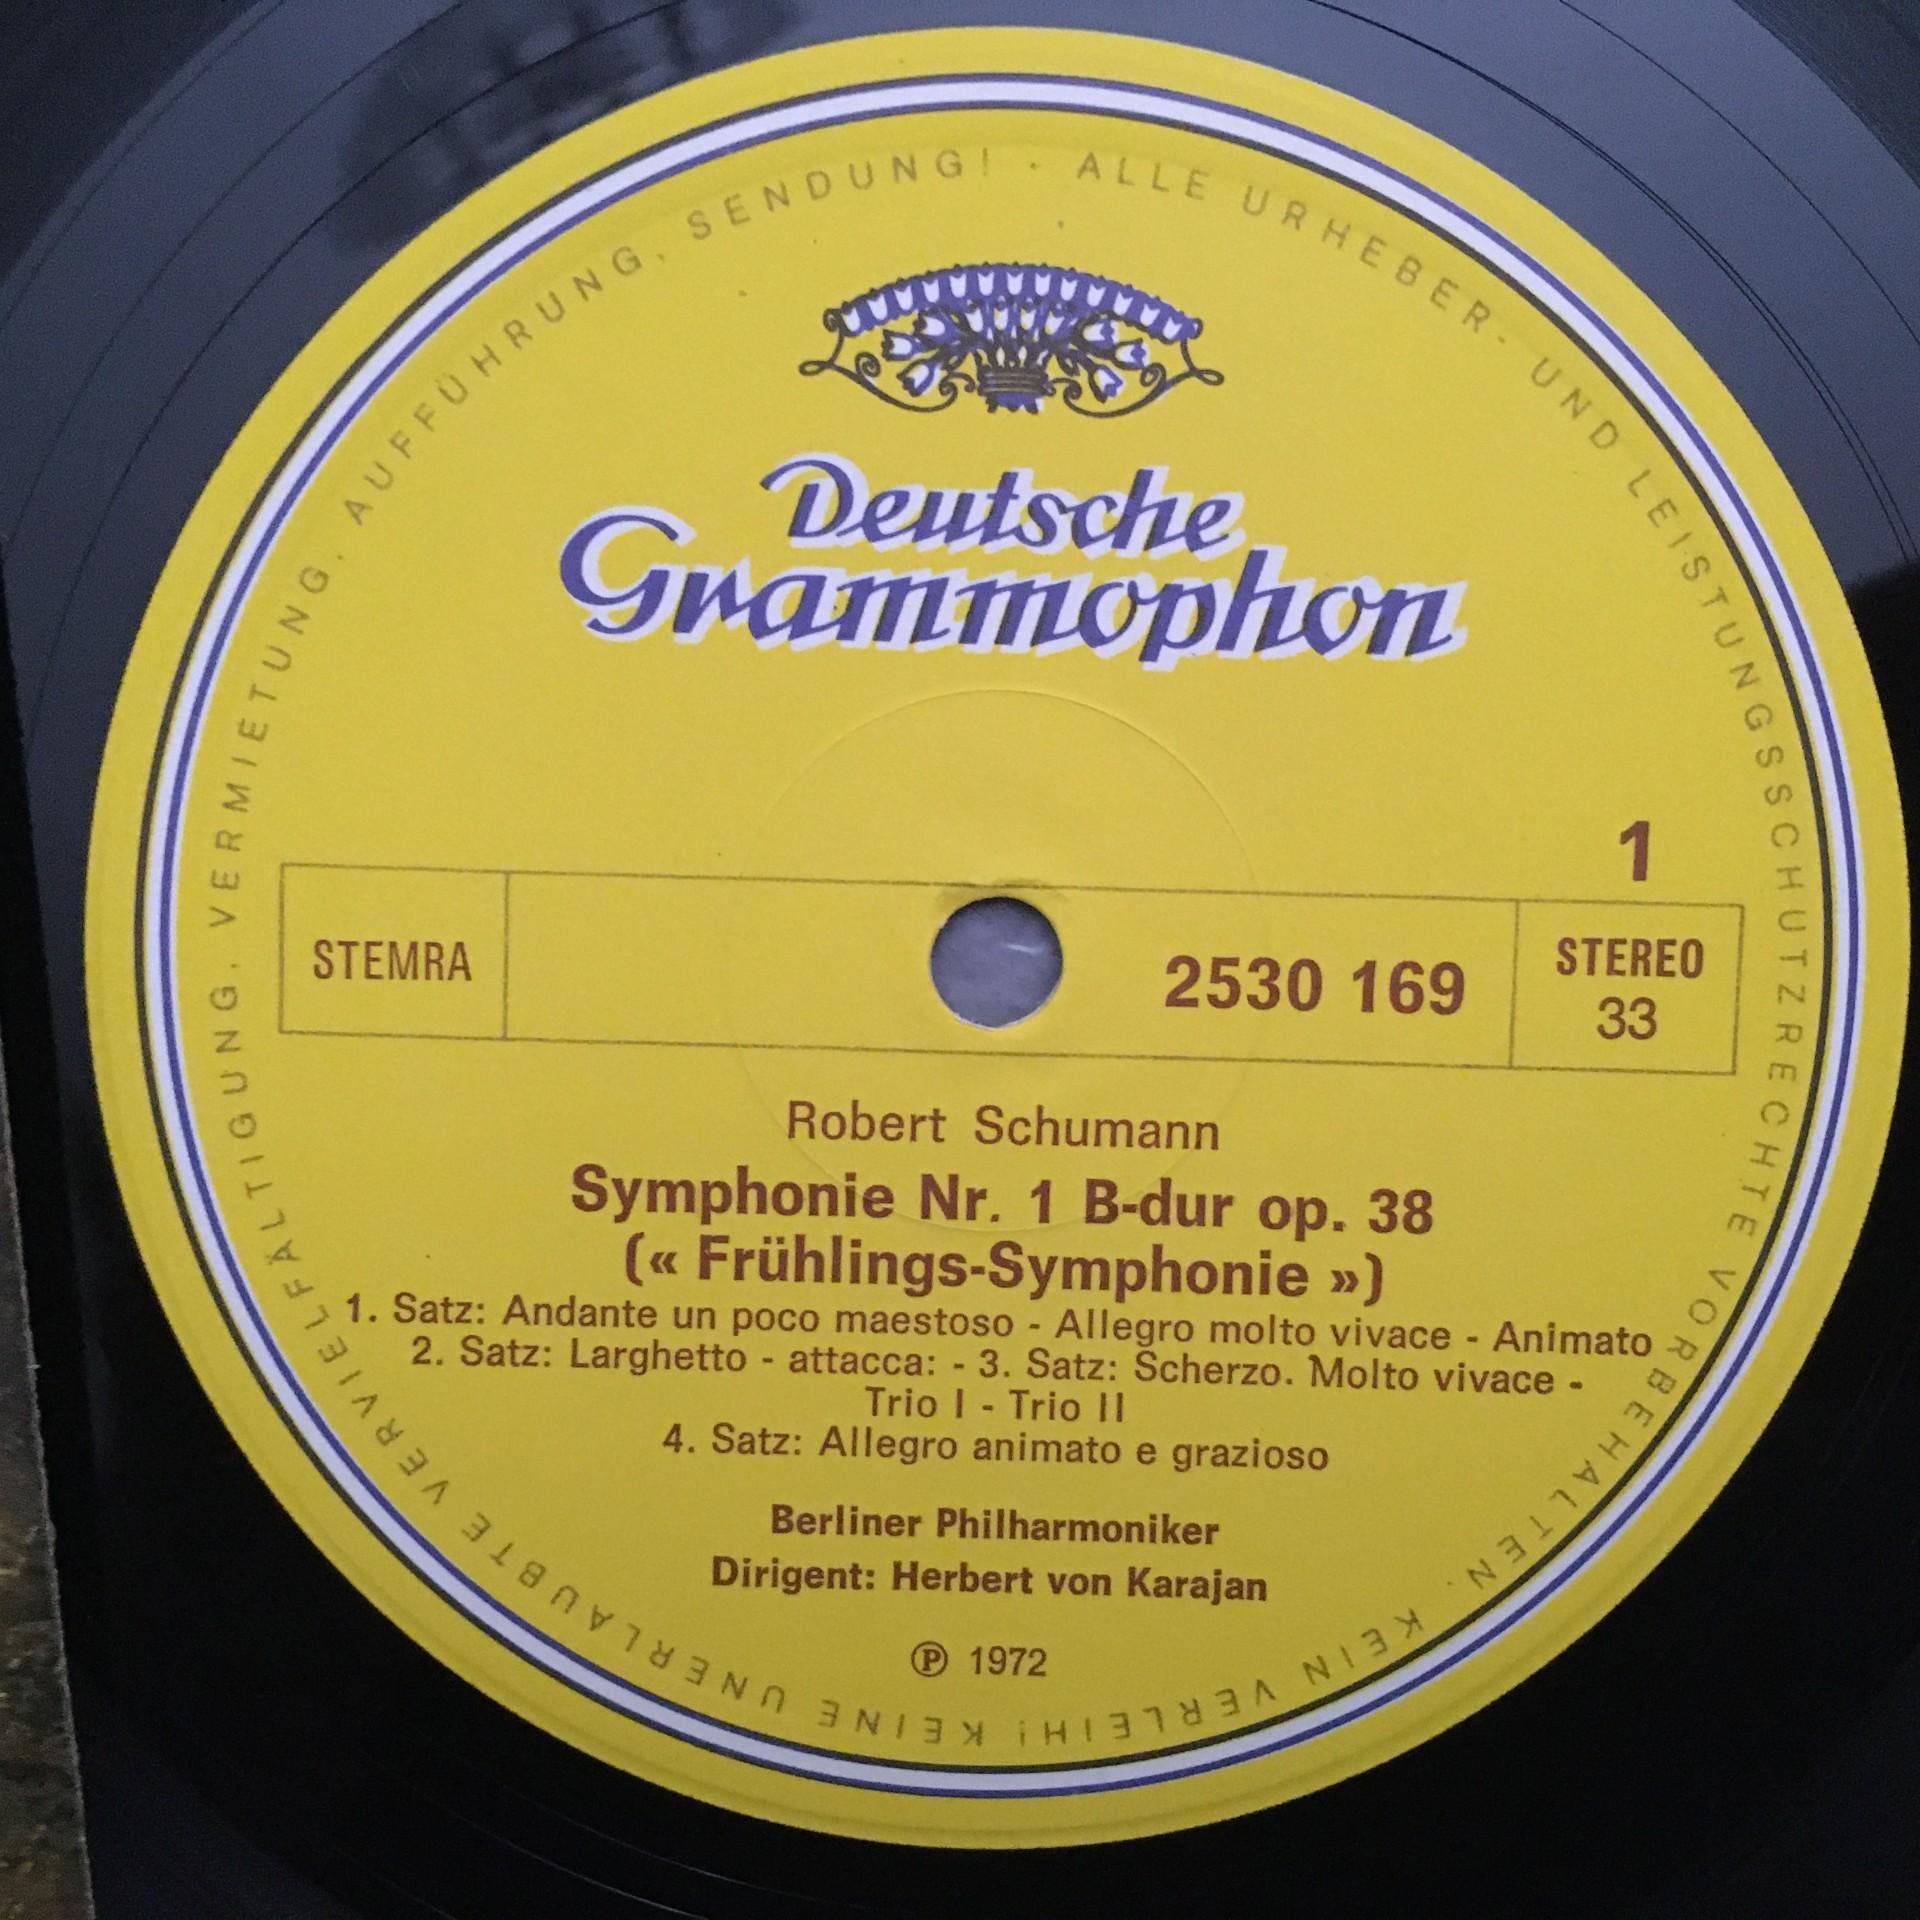 ALLE URHEBER- UND LEISTUNGSSCHUTZRECHTE VORBEHALTEN. KEIN VERLEIH! KEINE UNERLAUBTE VERVIELFÄLTIGUNG, VERMIETUNG, AUFFÜHRUNG, SENDUNG! ·
Deutsche
Grammophon
1
STEMRA
2530 169
STEREO
33
Robert Schumann
Symphonie Nr. 1 B-dur op. 38
(« Frühlings-Symphonie »)
1. Satz: Andante un poco maestoso - Allegro molto vivace - Animato
2. Satz: Larghetto - attacca: - 3. Satz: Scherzo. Molto vivace -
Trio I - Trio II
4. Satz: Allegro animato e grazioso
Berliner Philharmoniker
Dirigent: Herbert von Karajan
℗ 1972